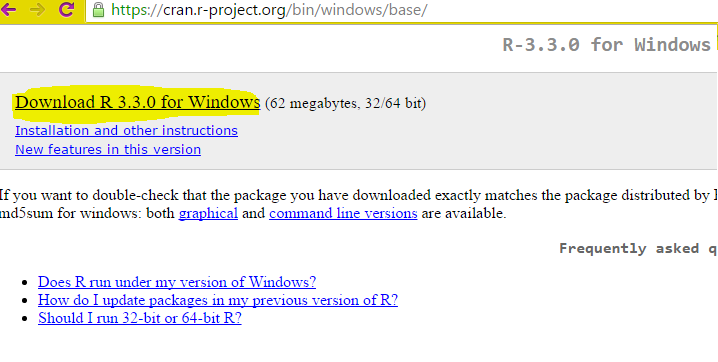 https://cran.r-project.org/bin/windows/base/
R-3.3.0 for Windows
Download R 3.3.0 for Windows (62 megabytes, 32/64 bit)
Installation and other instructions
New features in this version
If you want to double-check that the package you have downloaded exactly matches the package distributed by
md5sum for windows: both graphical and command line versions are available.
Frequently asked q
Does R run under my version of Windows?
How do I update packages in my previous version of R?
Should I run 32-bit or 64-bit R?